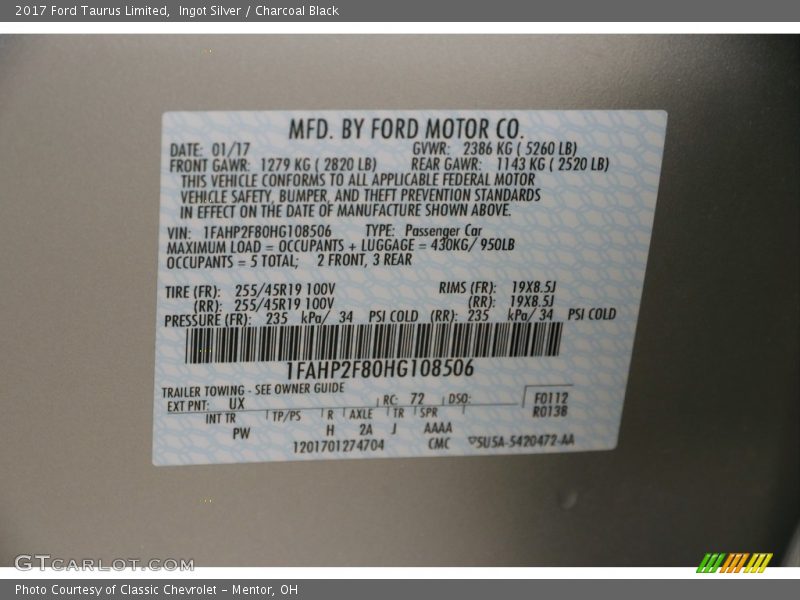 2017 Ford Taurus Limited, Ingot Silver / Charcoal Black
MFD. BY FORD MOTOR CO.
DATE: 01/17 GVWR: 2386 KG ( 5260 LB)
FRONT GAWR: 1279 KG ( 2820 LB) REAR GAWR: 1143 KG ( 2520 LB)
THIS VEHICLE CONFORMS TO ALL APPLICABLE FEDERAL MOTOR
VEHICLE SAFETY, BUMPER, AND THEFT PREVENTION STANDARDS
IN EFFECT ON THE DATE OF MANUFACTURE SHOWN ABOVE.
VIN: 1FAHP2F80HG108506 TYPE: Passenger Car
MAXIMUM LOAD = OCCUPANTS + LUGGAGE = 430KG/ 950LB
OCCUPANTS = 5 TOTAL; 2 FRONT, 3 REAR
TIRE (FR): 255/45R19 100V RIMS (FR): 19X8.5J
(RR): 255/45R19 100V (RR): 19X8.5J
PRESSURE (FR): 235 kPa/ 34 PSI COLD (RR): 235 kPa/ 34 PSI COLD
1FAHP2F80HG108506
TRAILER TOWING - SEE OWNER GUIDE
EXT PNT: UX RC: 72 DSO: F0112
R0138
INT TR TP/PS R AXLE TR SPR
PW H 2A J AAAA
1201701274704 CMC 5U5A-5420472-AA
GTCARLOT.COM
Photo Courtesy of Classic Chevrolet - Mentor, OH